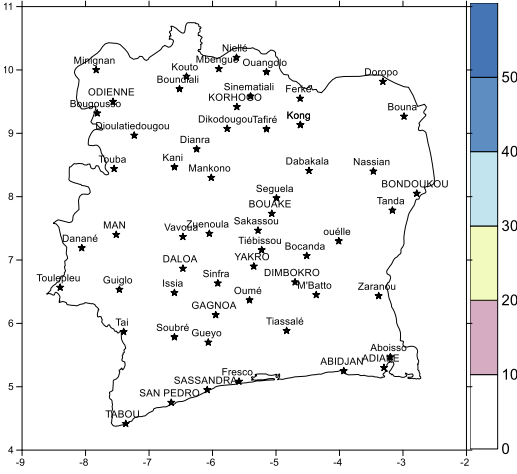 11
Niellé
Minignan
Mbengué
Ouangolo
50
Kouto
10
Doropo
Boundiali
ODIENNE
Sinematiali
Ferké
KORHOGO
Bougousso
Bouna
40
Dioulatiedougou
Dikodougou
Tafiré
Kong
9
Dianra
Touba
Kani
Mankono
Dabakala
Nassian
Seguela
BONDOUKOU
8
BOUAKE
Tanda
30
MAN
Vavoua
Zuenoula
Sakassou
ouélle
Danané
Tiébissou
Bocanda
7
DALOA
YAKRO
Toulepleu
Guiglo
Issia
Sinfra
DIMBOKRO
Oumé
M'Batto
Zaranou
20
GAGNOA
6
Tai
Soubré
Gueyo
Tiassalé
Aboisso
10
ABIDJAN
ADIAKE
Fresco
5
SASSANDRA
SAN PEDRO
TABOU
4
0
-9 -8 -7 -6 -5 -4 -3 -2